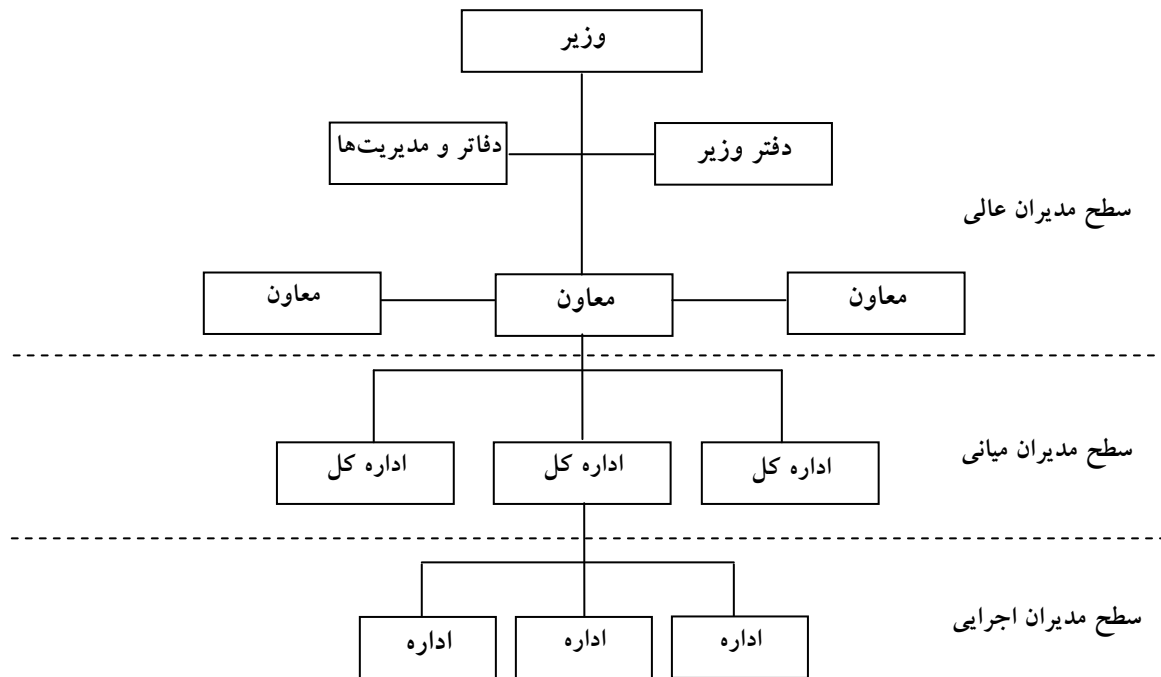 وزیر
دفتر وزیر
دفاتر و مدیریت‌ها
سطح مدیران عالی
معاون
معاون
معاون
سطح مدیران میانی
اداره کل
اداره کل
اداره کل
سطح مدیران اجرایی
اداره
اداره
اداره